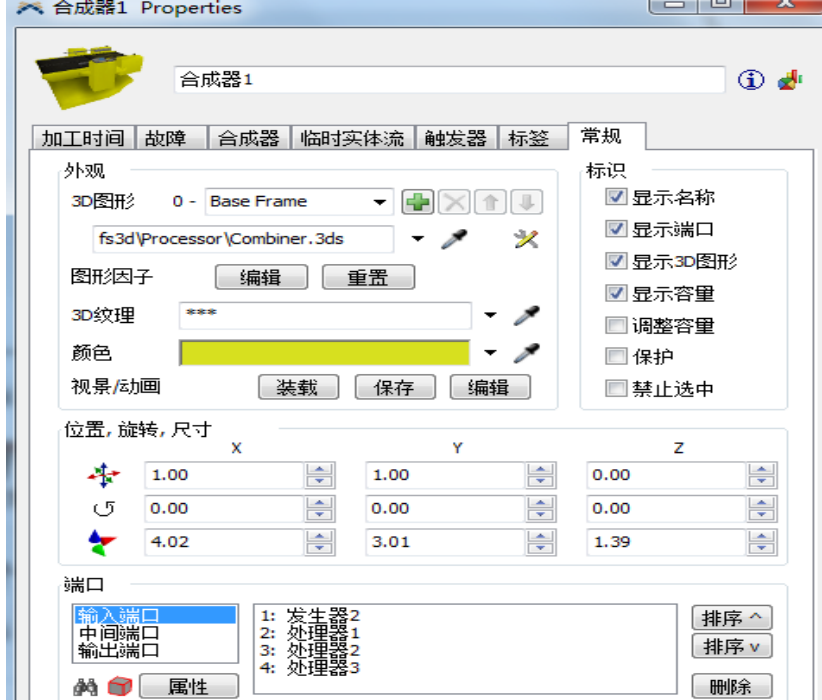 合成器1 Properties
合成器1
加工时间 故障 合成器 临时实体流 触发器 标签 常规
外观
3D图形 0 - Base Frame
fs3d\Processor\Combiner.3ds
图形因子 编辑 重置
3D纹理 ***
颜色
视景/动画 装载 保存 编辑
标识
显示名称
显示端口
显示3D图形
显示容量
调整容量
保护
禁止选中
位置, 旋转, 尺寸
X Y Z
1.00 1.00 0.00
0.00 0.00 0.00
4.02 3.01 1.39
端口
输入端口
中间端口
输出端口
1: 发生器2
2: 处理器1
3: 处理器2
4: 处理器3
排序 ^
排序 v
删除
属性